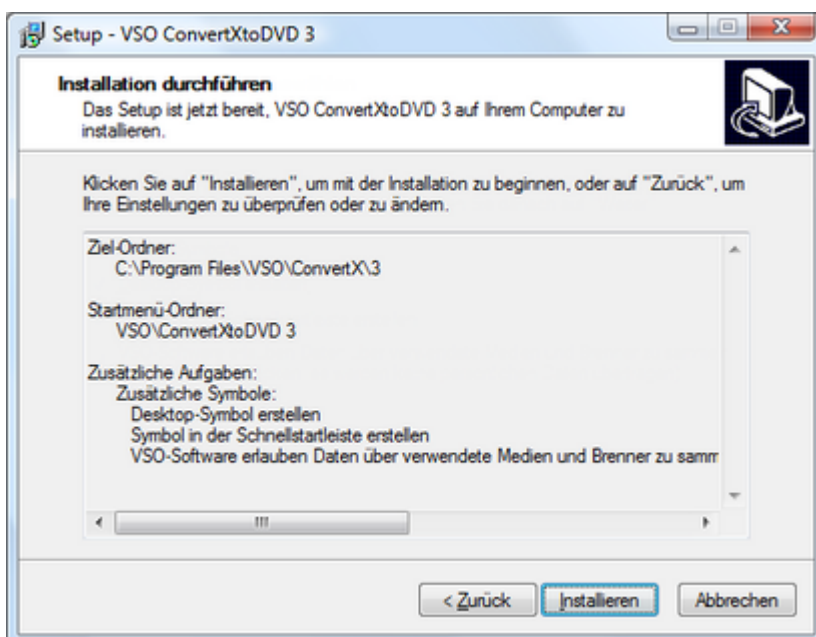 Setup - VSO ConvertXtoDVD 3
Installation durchführen
Das Setup ist jetzt bereit, VSO ConvertXtoDVD 3 auf Ihrem Computer zu
installieren.
Klicken Sie auf "Installieren", um mit der Installation zu beginnen, oder auf "Zurück", um
Ihre Einstellungen zu überprüfen oder zu ändern.
Ziel-Ordner:
C:\Program Files\VSO\ConvertX\3
Startmenü-Ordner:
VSO\ConvertXtoDVD 3
Zusätzliche Aufgaben:
Zusätzliche Symbole:
Desktop-Symbol erstellen
Symbol in der Schnellstartleiste erstellen
VSO-Software erlauben Daten über verwendete Medien und Brenner zu samm
< Zurück Installieren Abbrechen